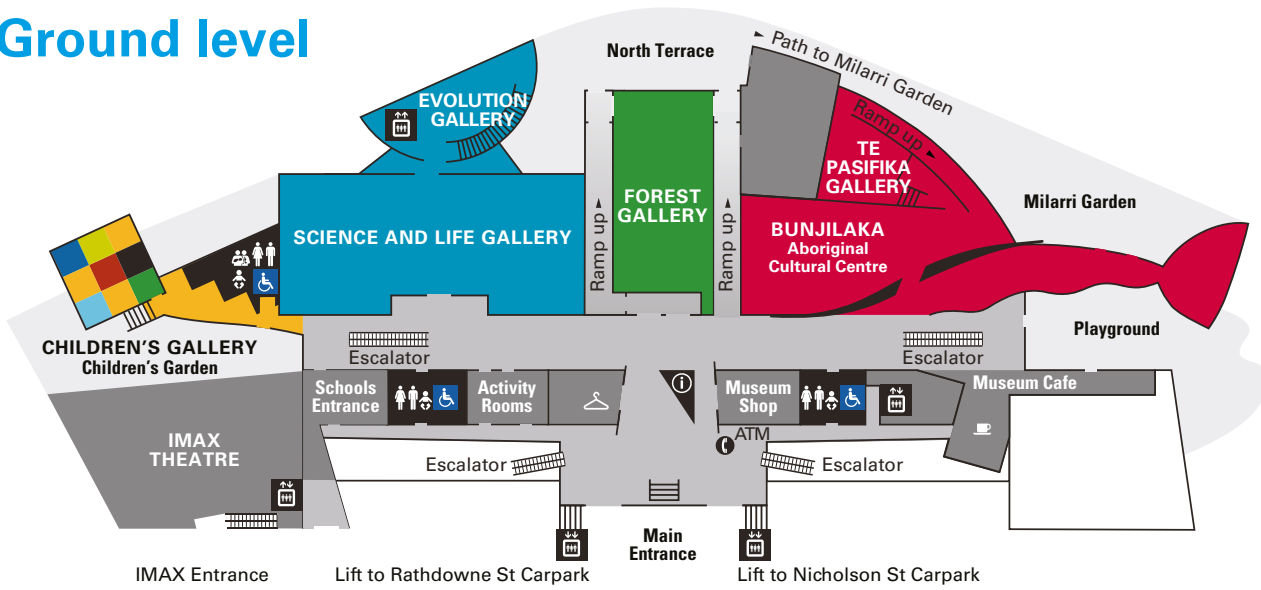 Ground level
North Terrace
Path to Milarri Garden
EVOLUTION
GALLERY
Ramp up
TE
PASIFIKA
GALLERY
FOREST
GALLERY
Milarri Garden
SCIENCE AND LIFE GALLERY
BUNJILAKA
Aboriginal
Cultural Centre
Ramp up
Ramp up
Playground
CHILDREN'S GALLERY
Children's Garden
Escalator
Escalator
Schools
Entrance
Activity
Rooms
i
Museum
Shop
Museum Cafe
IMAX
THEATRE
ATM
Escalator
Escalator
Main
Entrance
IMAX Entrance
Lift to Rathdowne St Carpark
Lift to Nicholson St Carpark